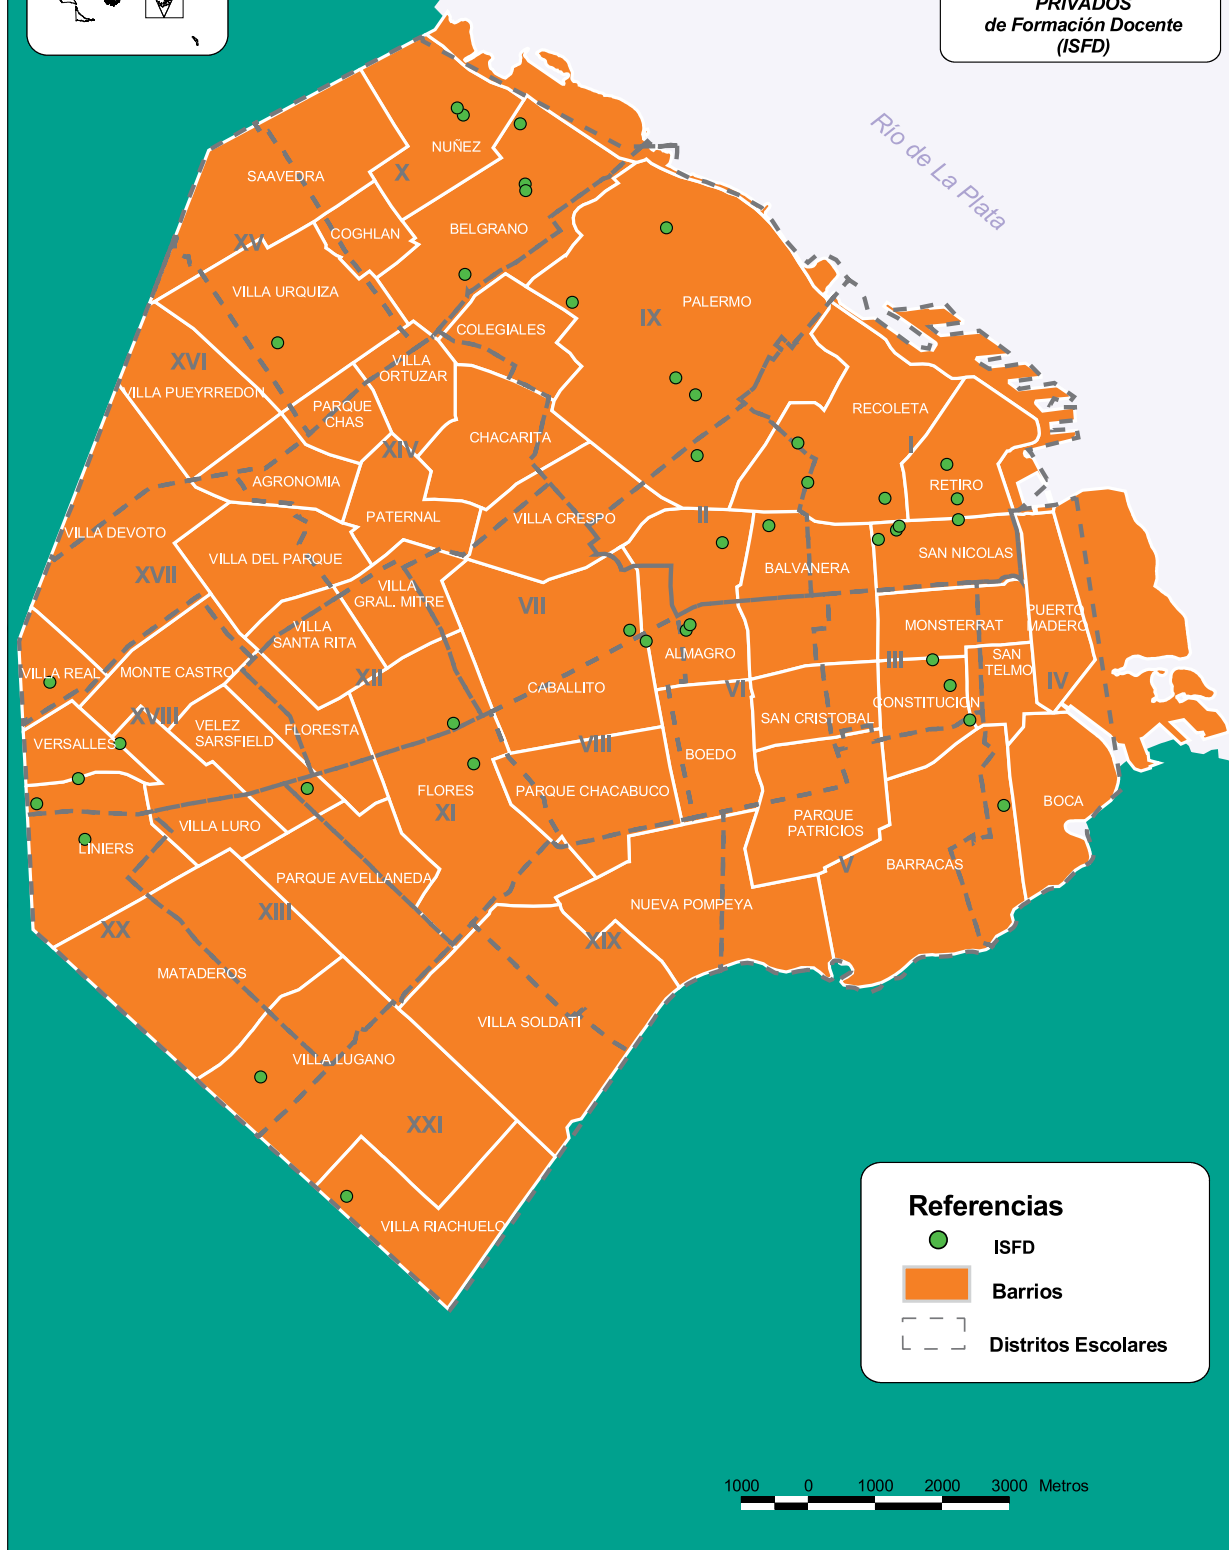 PRIVADOS
de Formación Docente
(ISFD)
Río de La Plata
NUÑEZ
SAAVEDRA
X
COGHLAN
BELGRANO
XV
VILLA URQUIZA
PALERMO
IX
COLEGIALES
XVI
VILLA
ORTUZAR
VILLA PUEYRREDON
PARQUE
CHAS
RECOLETA
CHACARITA
I
XIV
AGRONOMIA
RETIRO
PATERNAL
VILLA CRESPO
II
VILLA DEVOTO
VILLA DEL PARQUE
SAN NICOLAS
BALVANERA
XVII
VILLA
GRAL. MITRE
VII
PUERTO
MADERO
VILLA
SANTA RITA
MONSTERRAT
ALMAGRO
SAN
TELMO
III
VILLA REAL
MONTE CASTRO
XII
CABALLITO
VI
IV
CONSTITUCION
XVIII
SAN CRISTOBAL
VELEZ
SARSFIELD
FLORESTA
VERSALLES
VIII
BOEDO
FLORES
PARQUE CHACABUCO
BOCA
XI
PARQUE
PATRICIOS
VILLA LURO
LINIERS
V
BARRACAS
PARQUE AVELLANEDA
NUEVA POMPEYA
XIII
XX
XIX
MATADEROS
VILLA SOLDATI
VILLA LUGANO
XXI
VILLA RIACHUELO
Referencias
ISFD
Barrios
Distritos Escolares
1000 0 1000 2000 3000 Metros